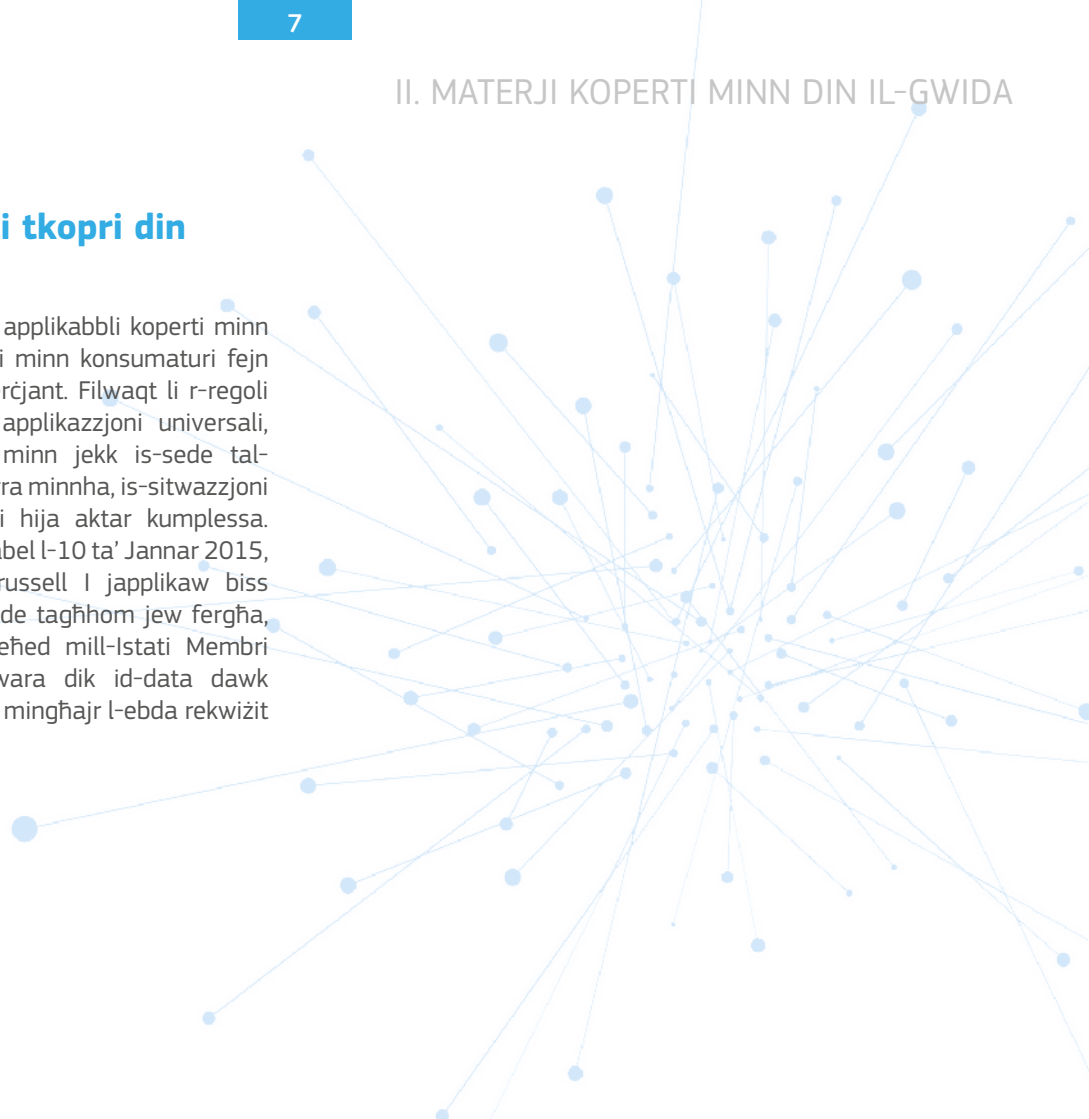 7
II. MATERJI KOPERTI MINN DIN IL-GWIDA
i tkopri din
applikabbli koperti minn
i minn konsumaturi fejn
erċjant. Filwaqt li r-regoli
applikazzjoni universali,
minn jekk is-sede tal-
ra minnha, is-sitwazzjoni
i hija aktar kumplessa.
abel l-10 ta’ Jannar 2015,
russell I japplikaw biss
de tagħhom jew fergħa,
eħed mill-Istati Membri
wara dik id-data dawk
mingħajr l-ebda rekwiżit